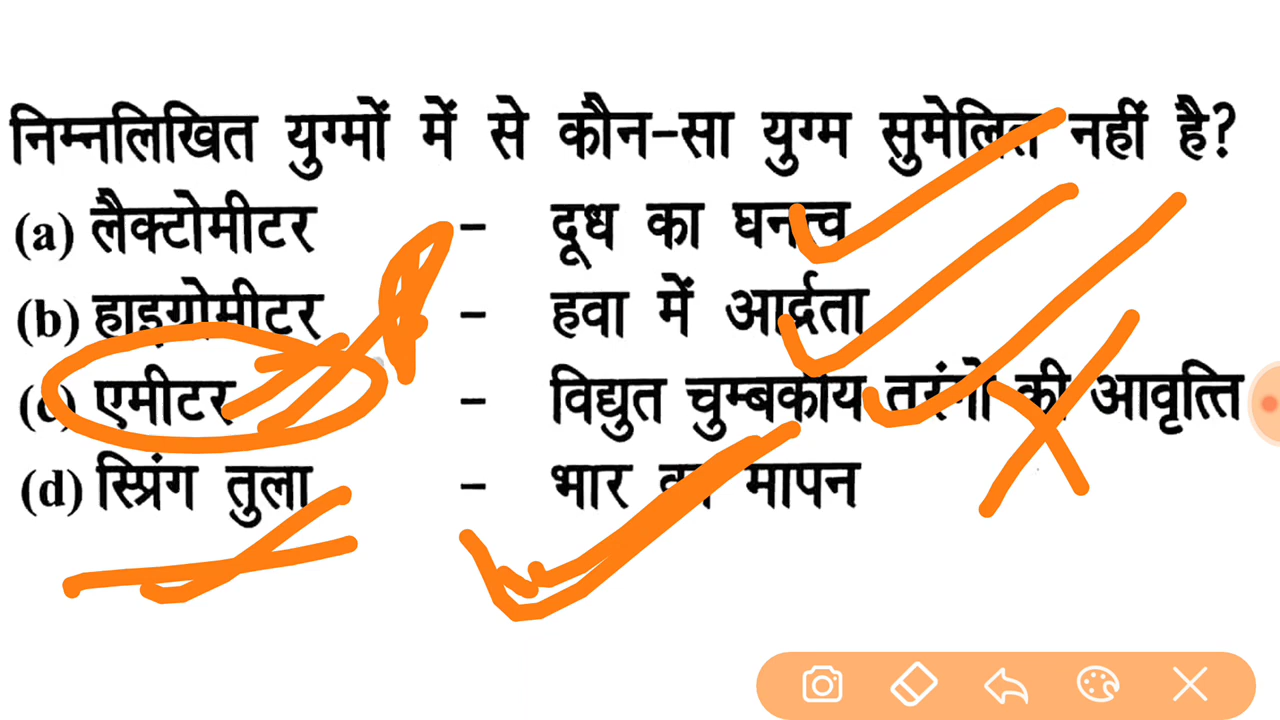 निम्नलिखित युग्मों में से कौन-सा युग्म सुमेलित नहीं है?
(a) लैक्टोमीटर - दूध का घनत्व
(b) हाइग्रोमीटर - हवा में आर्द्रता
(c) एमीटर - विद्युत चुम्बकीय तरंगों की आवृत्ति
(d) स्प्रिंग तुला - भार का मापन